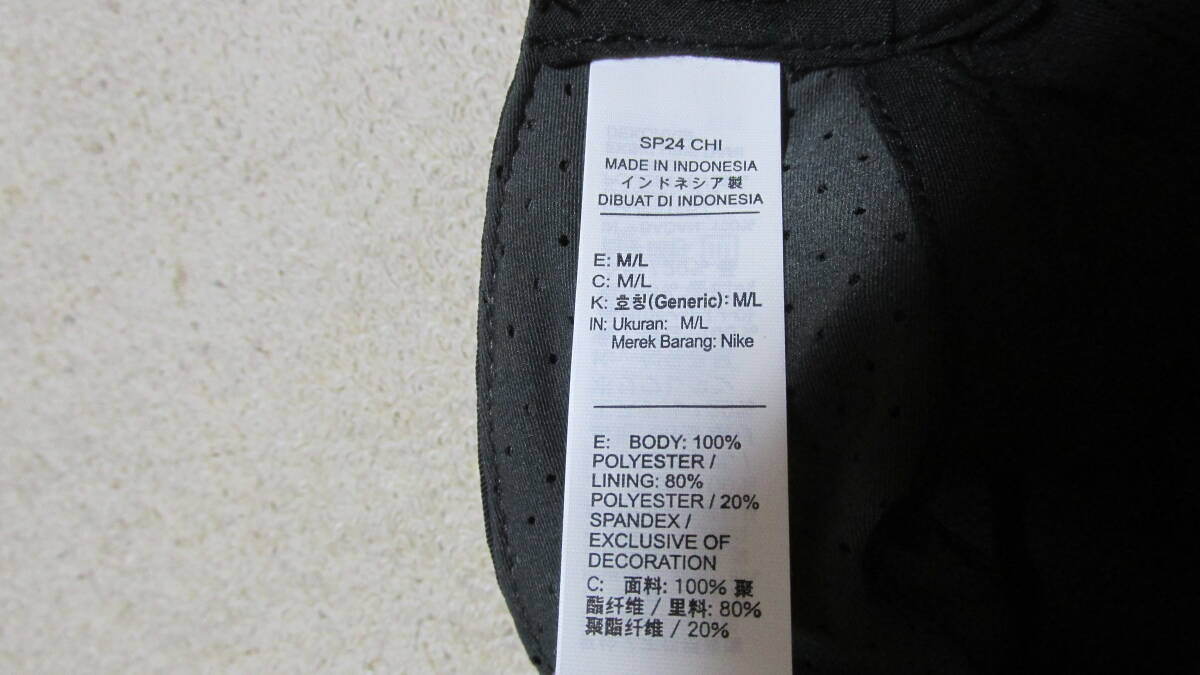 SP24 CHI
MADE IN INDONESIA
インドネシア製
DIBUAT DI INDONESIA
E: M/L
C: M/L
K: 호칭(Generic): M/L
IN: Ukuran: M/L
Merek Barang: Nike
E: BODY: 100%
POLYESTER /
LINING: 80%
POLYESTER / 20%
SPANDEX /
EXCLUSIVE OF
DECORATION
C: 面料: 100% 聚
酯纤维 / 里料: 80%
聚酯纤维 / 20%